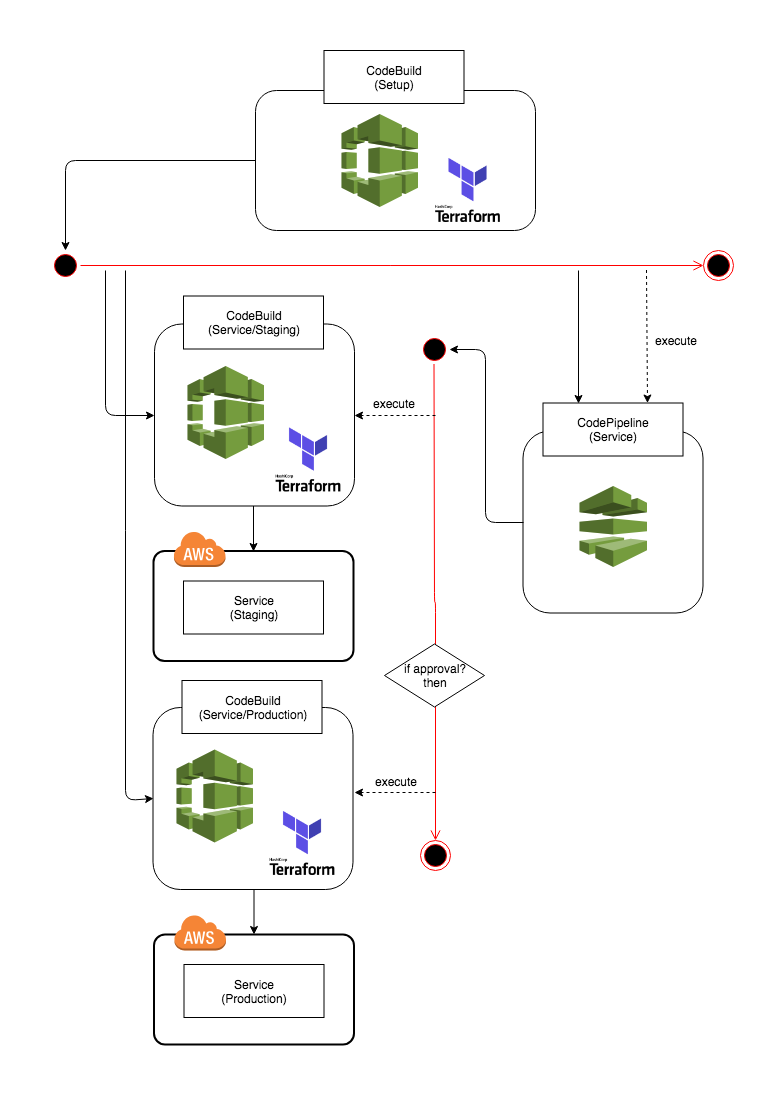 CodeBuild
(Setup)
HashiCorp
Terraform
execute
CodeBuild
(Service/Staging)
execute
HashiCorp
Terraform
CodePipeline
(Service)
AWS
Service
(Staging)
if approval?
then
CodeBuild
(Service/Production)
execute
HashiCorp
Terraform
AWS
Service
(Production)